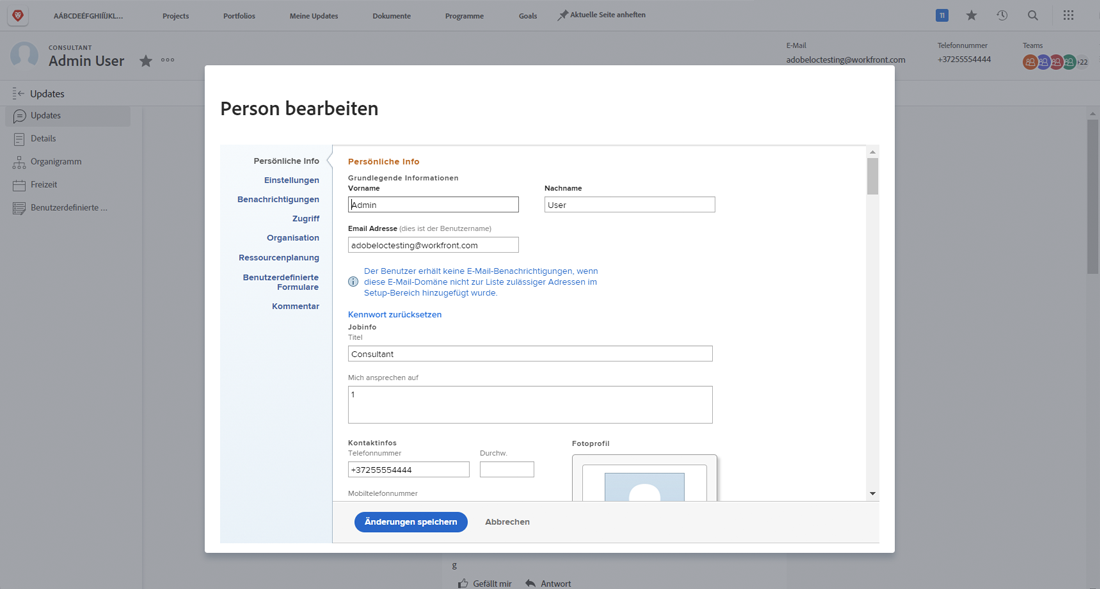 AÁBCDEÉFGHIÍÜKL...
Projects
Portfolios
Meine Updates
Dokumente
Programme
Goals
Aktuelle Seite anheften
11
CONSULTANT
Admin User
E-Mail
adobeloctesting@workfront.com
Telefonnummer
+37255554444
Teams
+22
Updates
Updates
Details
Organigramm
Freizeit
Benutzerdefinierte ...
Person bearbeiten
Persönliche Info
Einstellungen
Benachrichtigungen
Zugriff
Organisation
Ressourcenplanung
Benutzerdefinierte
Formulare
Kommentar
Persönliche Info
Grundlegende Informationen
Vorname
Nachname
Admin
User
Email Adresse (dies ist der Benutzername)
adobeloctesting@workfront.com
Der Benutzer erhält keine E-Mail-Benachrichtigungen, wenn
diese E-Mail-Domäne nicht zur Liste zulässiger Adressen im
Setup-Bereich hinzugefügt wurde.
Kennwort zurücksetzen
Jobinfo
Titel
Consultant
Mich ansprechen auf
1
Kontaktinfos
Fotoprofil
Telefonnummer
Durchw.
+37255554444
Mobiltelefonnummer
Änderungen speichern
Abbrechen
g
Gefällt mir
Antwort